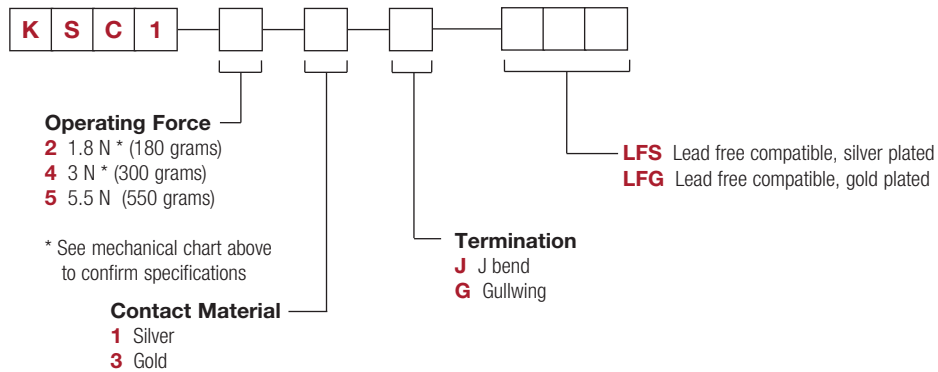 K S C 1
Operating Force
2 1.8 N * (180 grams)
4 3 N * (300 grams)
5 5.5 N (550 grams)
* See mechanical chart above
to confirm specifications
Contact Material
1 Silver
3 Gold
Termination
J J bend
G Gullwing
LFS Lead free compatible, silver plated
LFG Lead free compatible, gold plated